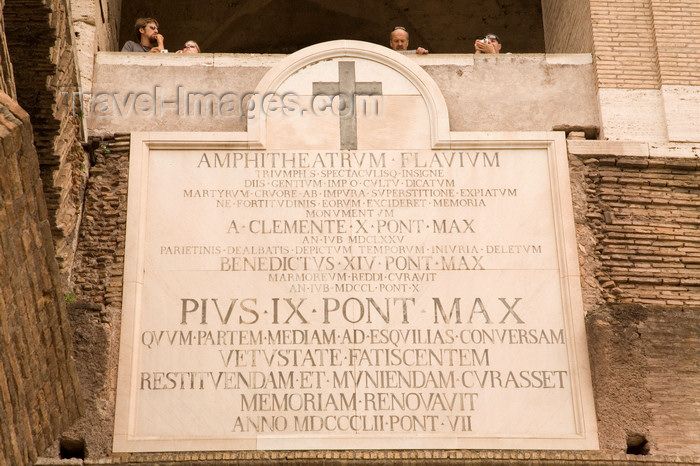 Travel-Images.com
AMPHITHEATRVM · FLAVIVM
TRIVMPHIS · SPECTACVLISQ · INSIGNE
DIIS · GENTIVM · IMPIO · CVLTV · DICATVM
MARTYRVM · CRVORE · AB · IMPVRA · SVPERSTITIONE · EXPIATVM
NE · FORTITVDINIS · EORVM · EXCIDERET · MEMORIA
MONVMENTVM
A · CLEMENTE · X · PONT · MAX
AN · IVB · MDCLXXV
PARIETINIS · DEALBATIS · DEPICTVM · TEMPORVM · INIVRIA · DELETVM
BENEDICTVS · XIV · PONT · MAX
MARMOREVM · REDDI · CVRAVIT
AN · IVB · MDCCL · PONT · X
PIVS · IX · PONT · MAX
QVVM · PARTEM · MEDIAM · AD · ESQVILIAS · CONVERSAM
VETVSTATE · FATISCENTEM
RESTITVENDAM · ET · MVNIENDAM · CVRASSET
MEMORIAM · RENOVAVIT
ANNO · MDCCCLII · PONT · VII